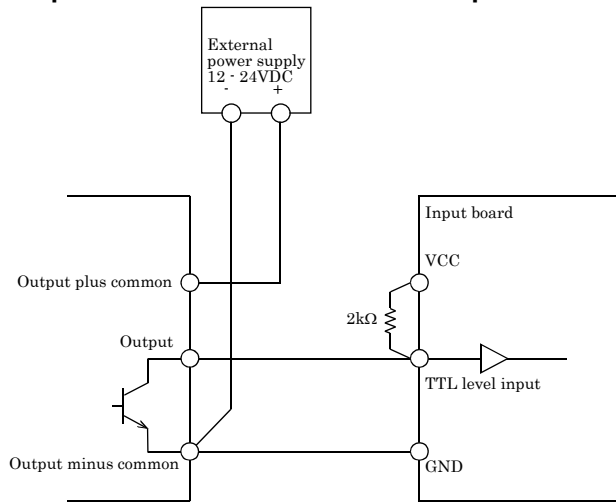 External
power supply
12 - 24VDC
- +
Input board
VCC
Output plus common
2kΩ
Output
TTL level input
Output minus common
GND